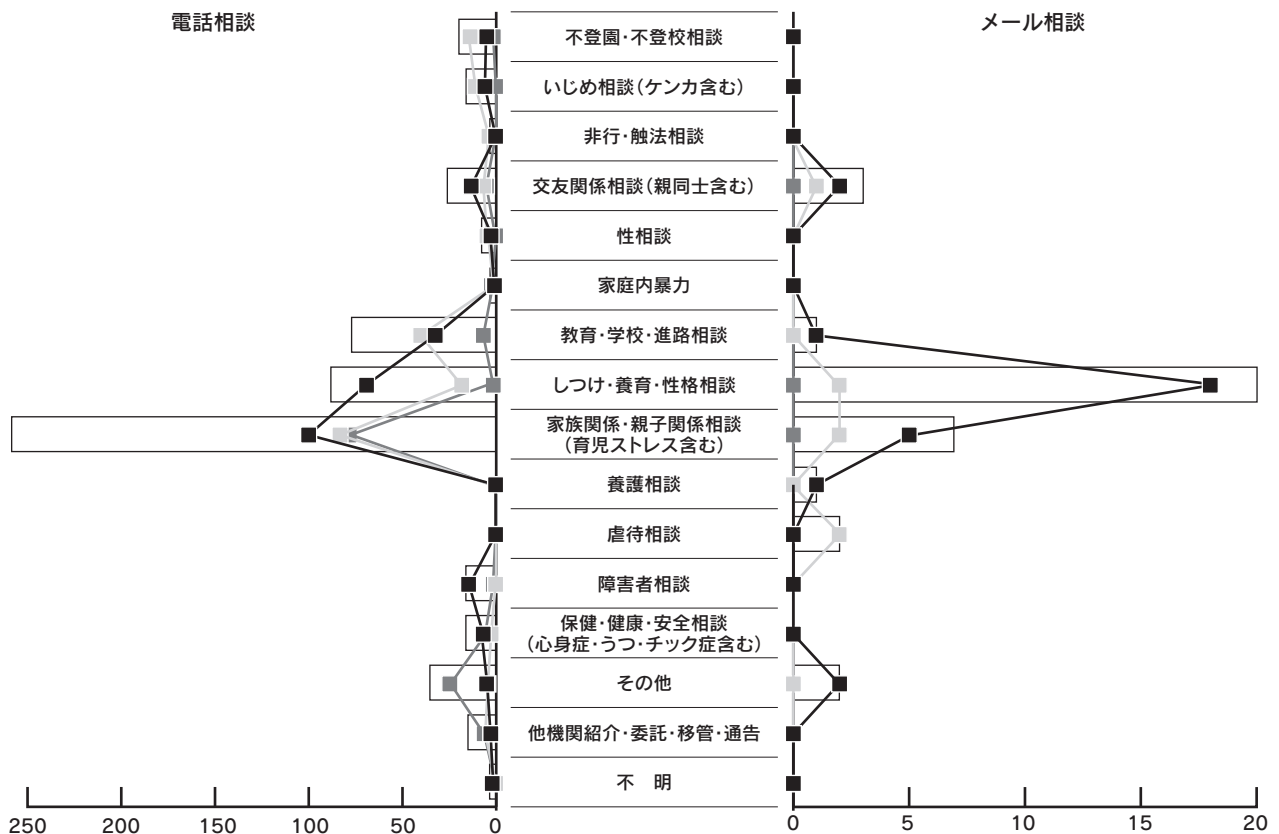 電話相談
メール相談
不登園・不登校相談
いじめ相談(ケンカ含む)
非行・触法相談
交友関係相談(親同士含む)
性相談
家庭内暴力
教育・学校・進路相談
しつけ・養育・性格相談
家族関係・親子関係相談
(育児ストレス含む)
養護相談
虐待相談
障害者相談
保健・健康・安全相談
(心身症・うつ・チック症含む)
その他
他機関紹介・委託・移管・通告
不　明
250 200 150 100 50 0
0 5 10 15 20